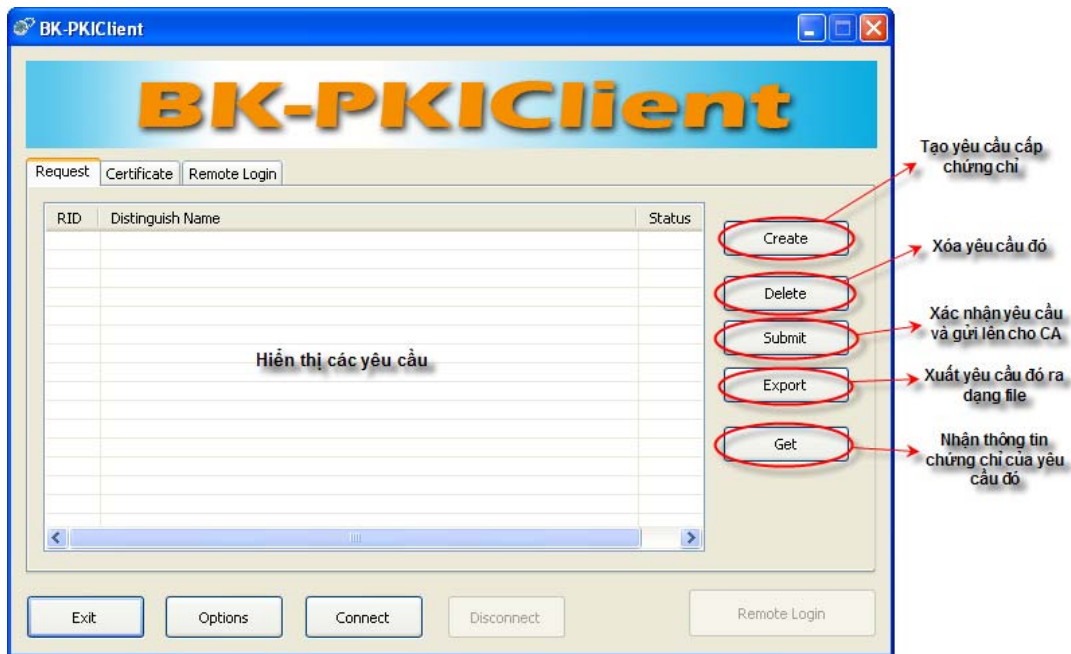 BK-PKIClient
BK-PKIClient
Request Certificate Remote Login
RID Distinguish Name Status
Create
Delete
Submit
Export
Get
Hiển thị các yêu cầu
Tạo yêu cầu cấp
chứng chỉ
Xóa yêu cầu đó
Xác nhận yêu cầu
và gửi lên cho CA
Xuất yêu cầu đó ra
dạng file
Nhận thông tin
chứng chỉ của yêu
cầu đó
Exit Options Connect Disconnect Remote Login